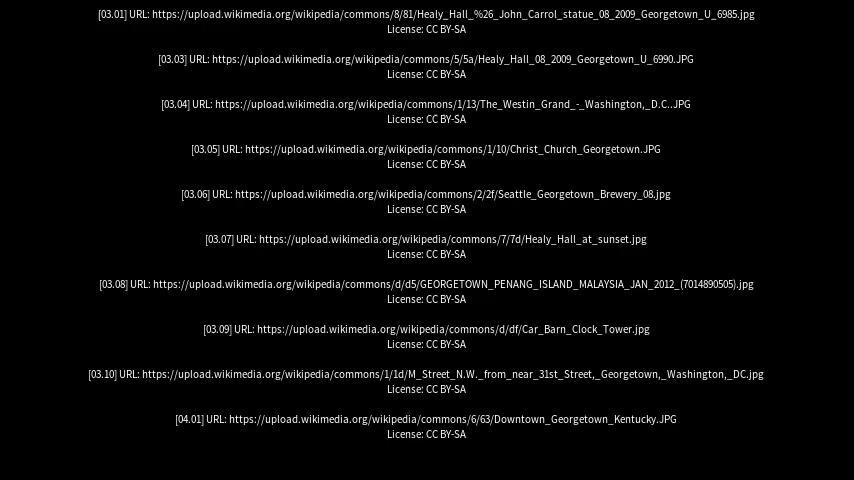 [03.01] URL: https://upload.wikimedia.org/wikipedia/commons/8/81/Healy_Hall_%26_John_Carrol_statue_08_2009_Georgetown_U_6985.jpg
License: CC BY-SA
[03.03] URL: https://upload.wikimedia.org/wikipedia/commons/5/5a/Healy_Hall_08_2009_Georgetown_U_6990.JPG
License: CC BY-SA
[03.04] URL: https://upload.wikimedia.org/wikipedia/commons/1/13/The_Westin_Grand_-_Washington,_D.C..JPG
License: CC BY-SA
[03.05] URL: https://upload.wikimedia.org/wikipedia/commons/1/10/Christ_Church_Georgetown.JPG
License: CC BY-SA
[03.06] URL: https://upload.wikimedia.org/wikipedia/commons/2/2f/Seattle_Georgetown_Brewery_08.jpg
License: CC BY-SA
[03.07] URL: https://upload.wikimedia.org/wikipedia/commons/7/7d/Healy_Hall_at_sunset.jpg
License: CC BY-SA
[03.08] URL: https://upload.wikimedia.org/wikipedia/commons/d/d5/GEORGETOWN_PENANG_ISLAND_MALAYSIA_JAN_2012_(7014890505).jpg
License: CC BY-SA
[03.09] URL: https://upload.wikimedia.org/wikipedia/commons/d/df/Car_Barn_Clock_Tower.jpg
License: CC BY-SA
[03.10] URL: https://upload.wikimedia.org/wikipedia/commons/1/1d/M_Street_N.W._from_near_31st_Street,_Georgetown,_Washington,_DC.jpg
License: CC BY-SA
[04.01] URL: https://upload.wikimedia.org/wikipedia/commons/6/63/Downtown_Georgetown_Kentucky.JPG
License: CC BY-SA